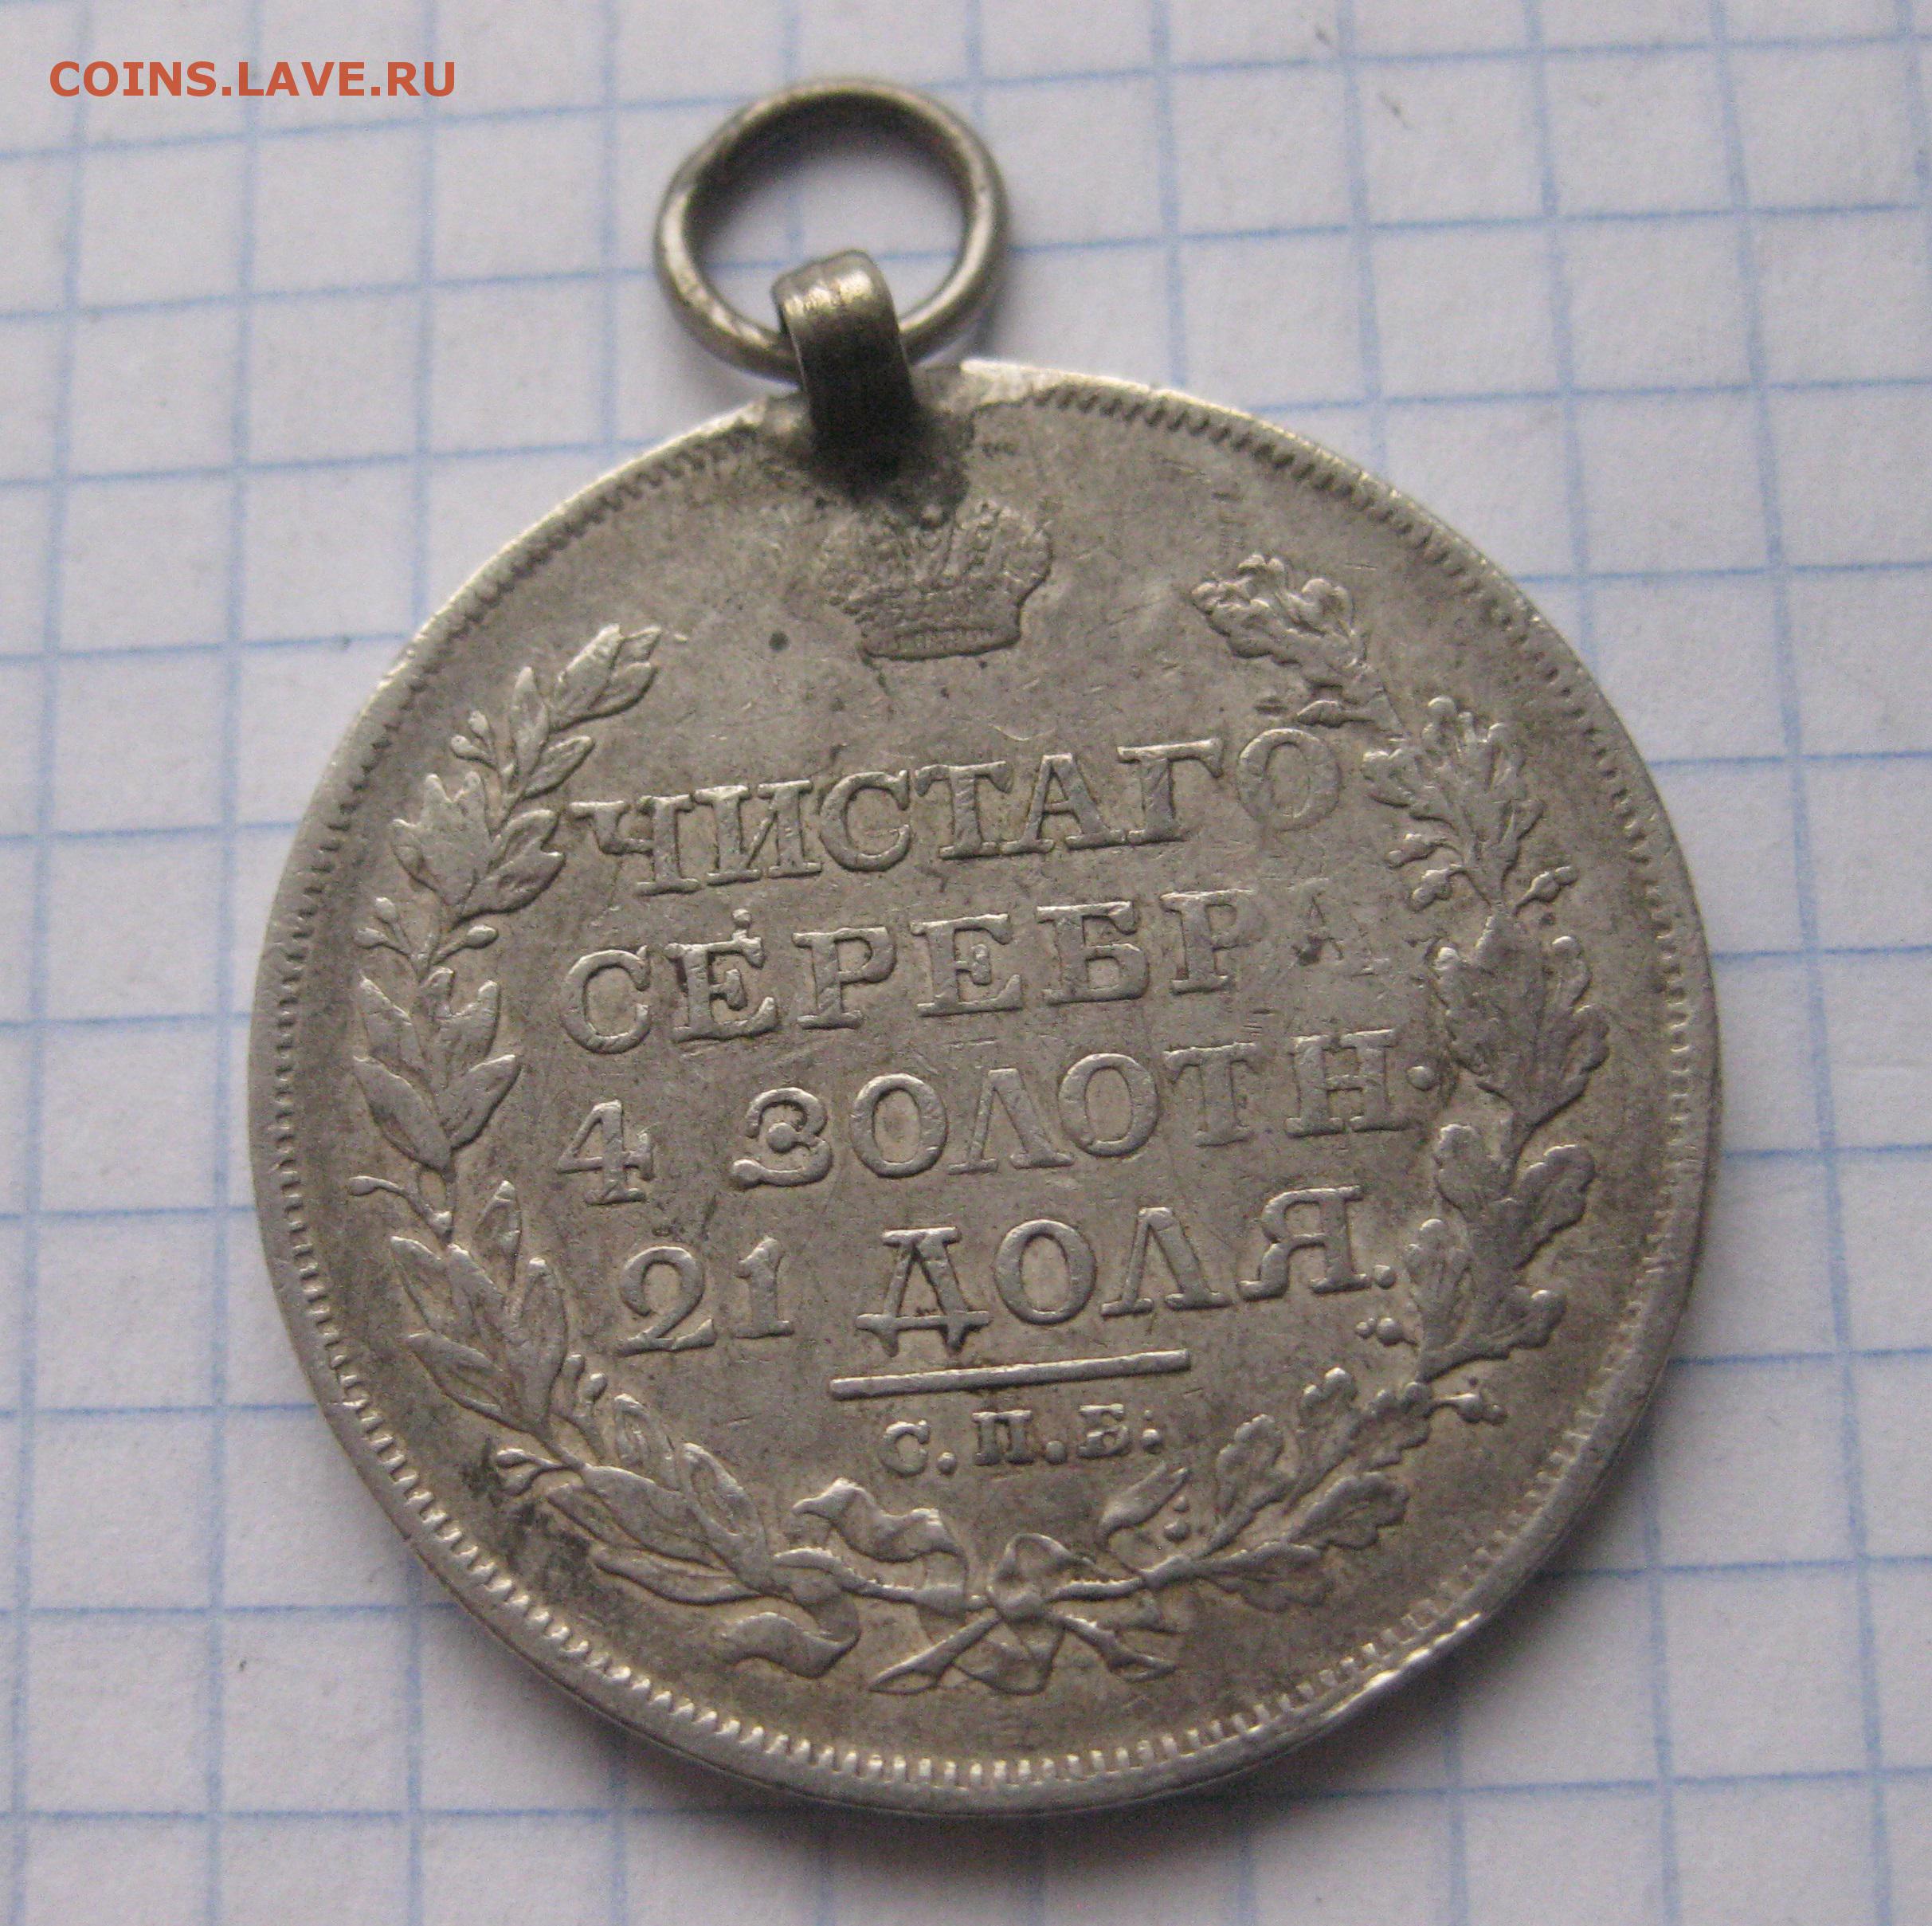 COINS.LAVE.RU
ЧИСТАГО
СЕРЕБРА
4 ЗОЛОТН.
21 ДОЛЯ.
С.П.Б.